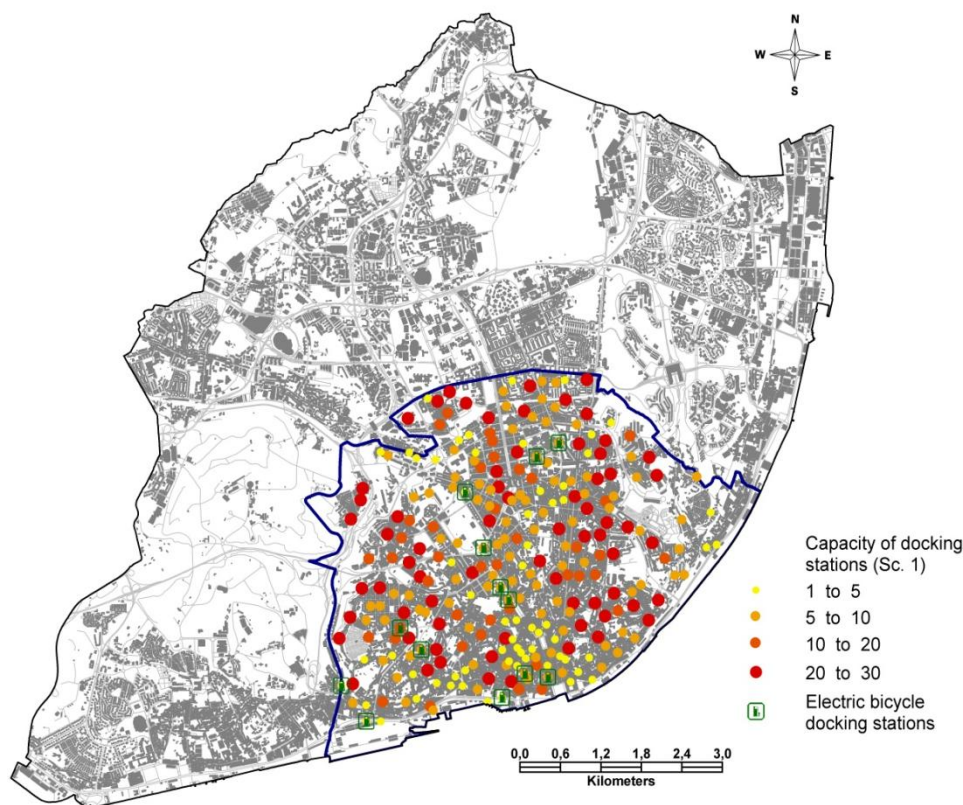 N
W E
S
Capacity of docking
stations (Sc. 1)
1 to 5
5 to 10
10 to 20
20 to 30
Electric bicycle
docking stations
0,0 0,6 1,2 1,8 2,4 3,0
Kilometers